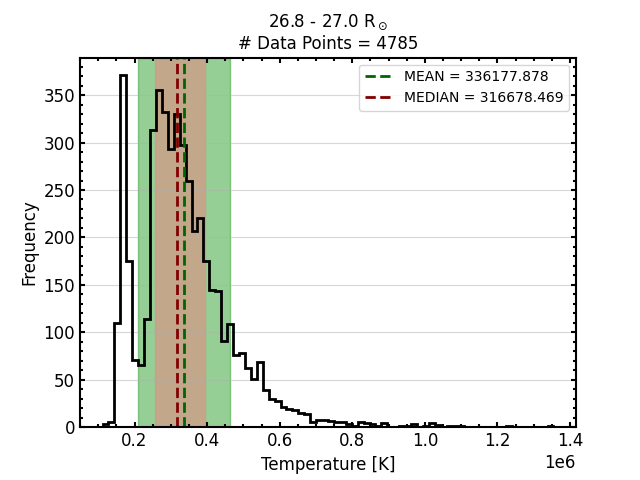 26.8 - 27.0 R⊙
# Data Points = 4785
MEAN = 336177.878
MEDIAN = 316678.469
Frequency
350
300
250
200
150
100
50
0
0.2 0.4 0.6 0.8 1.0 1.2 1.4
1e6
Temperature [K]